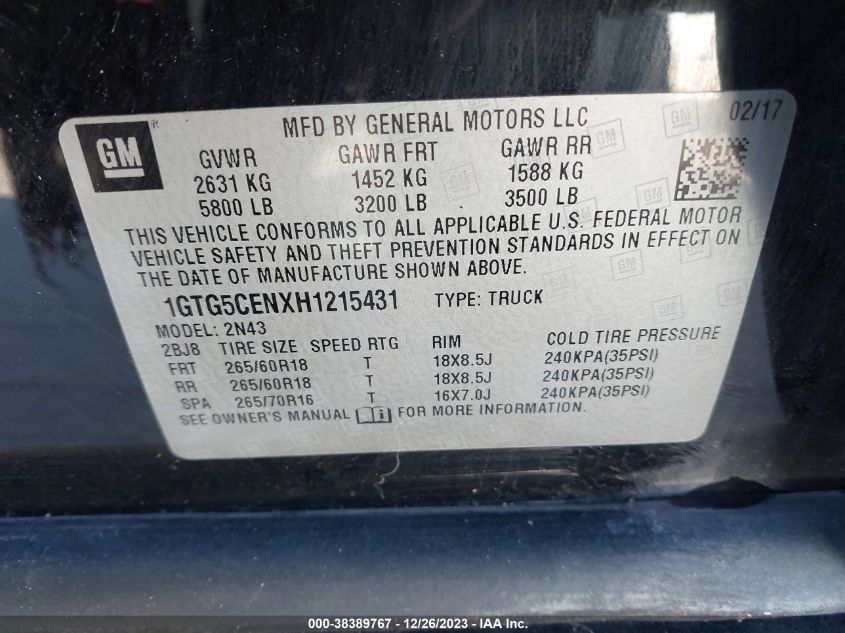 GM
MFD BY GENERAL MOTORS LLC
02/17
GVWR GAWR FRT GAWR RR
2631 KG 1452 KG 1588 KG
5800 LB 3200 LB 3500 LB
THIS VEHICLE CONFORMS TO ALL APPLICABLE U.S. FEDERAL MOTOR
VEHICLE SAFETY AND THEFT PREVENTION STANDARDS IN EFFECT ON
THE DATE OF MANUFACTURE SHOWN ABOVE.
1GTG5CENXH1215431 TYPE: TRUCK
MODEL: 2N43
2BJ8 TIRE SIZE SPEED RTG RIM COLD TIRE PRESSURE
FRT 265/60R18 T 18X8.5J 240KPA(35PSI)
RR 265/60R18 T 18X8.5J 240KPA(35PSI)
SPA 265/70R16 T 16X7.0J 240KPA(35PSI)
SEE OWNER'S MANUAL FOR MORE INFORMATION.
000-38389767 - 12/26/2023 - IAA Inc.